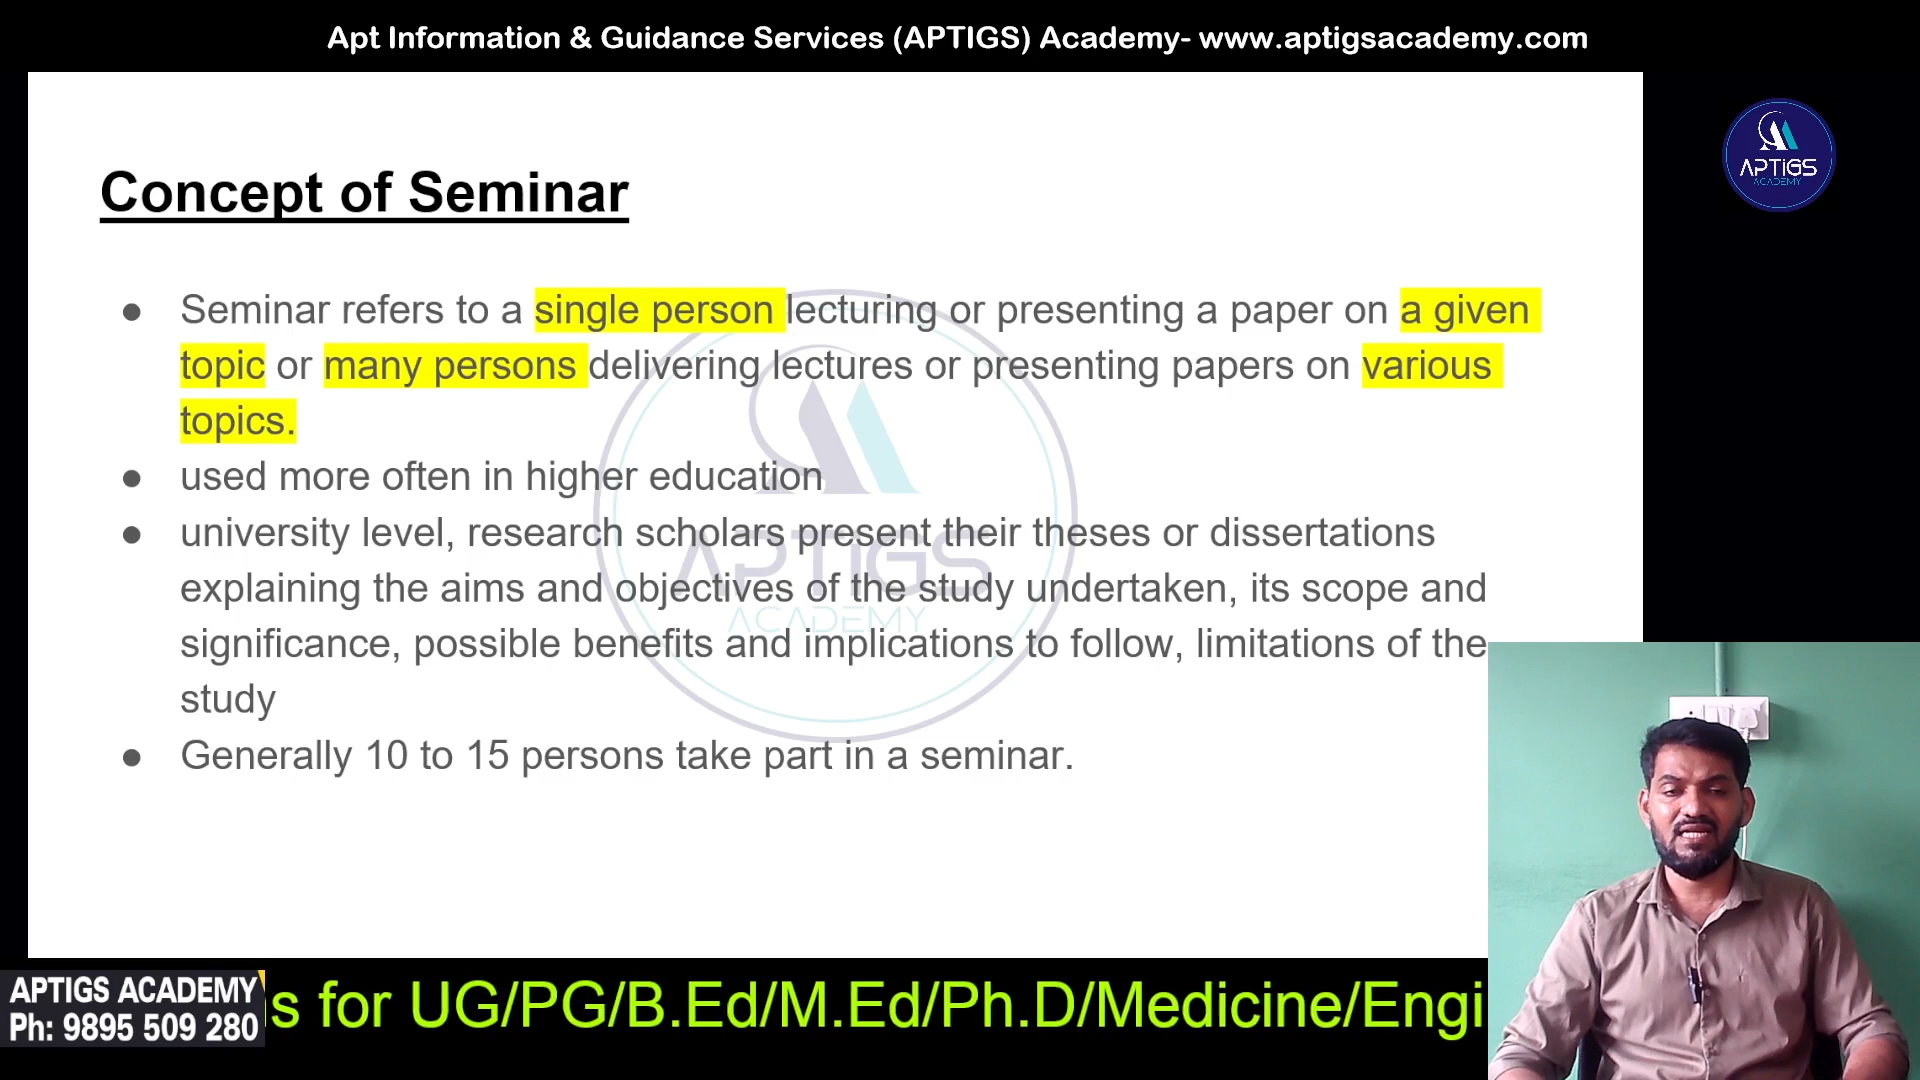 Apt Information & Guidance Services (APTIGS) Academy- www.aptigsacademy.com
APTiGS
ACADEMY
Concept of Seminar
● Seminar refers to a single person lecturing or presenting a paper on a given
topic or many persons delivering lectures or presenting papers on various
topics.
● used more often in higher education
● university level, research scholars present their theses or dissertations
explaining the aims and objectives of the study undertaken, its scope and
significance, possible benefits and implications to follow, limitations of the
study
● Generally 10 to 15 persons take part in a seminar.
APTIGS
ACADEMY
APTIGS ACADEMY
Ph: 9895 509 280
s for UG/PG/B.Ed/M.Ed/Ph.D/Medicine/Engi